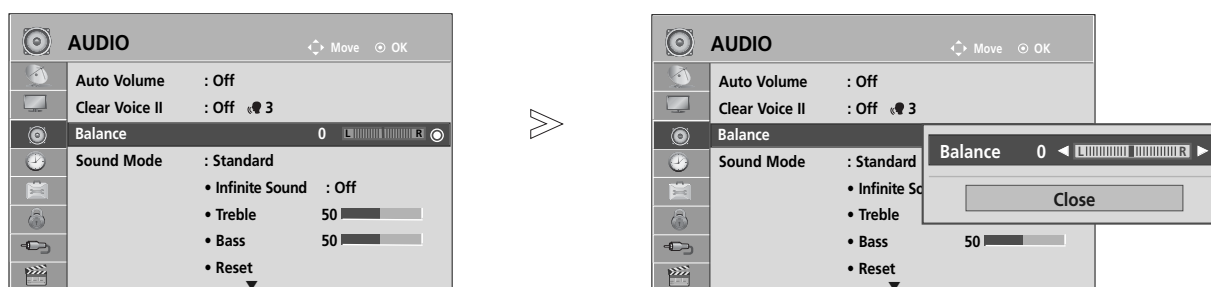 AUDIO
Move OK
Auto Volume : Off
Clear Voice II : Off 3
Balance 0 L R
Sound Mode : Standard
• Infinite Sound : Off
• Treble 50
• Bass 50
• Reset
AUDIO
Move OK
Auto Volume : Off
Clear Voice II : Off 3
Balance
Sound Mode : Standard
• Infinite So
• Treble
• Bass 50
• Reset
Balance 0 L R
Close